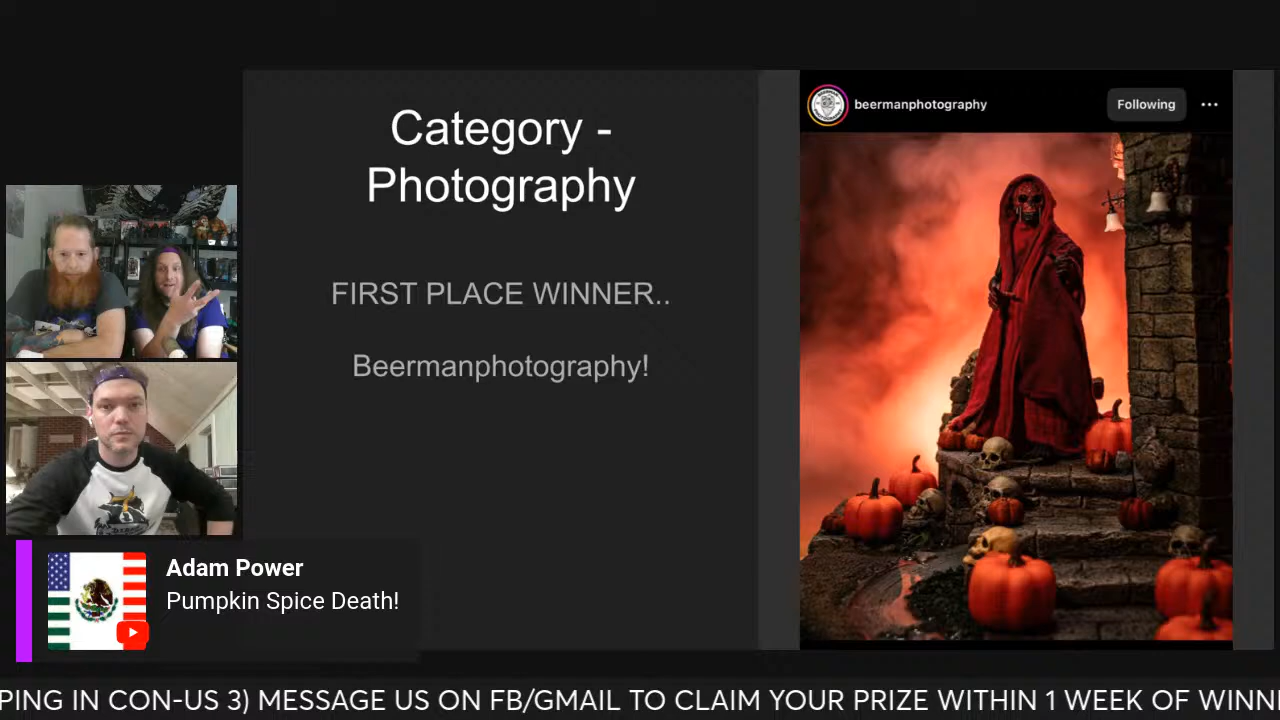 Category -
Photography
FIRST PLACE WINNER..
Beermanphotography!
beermanphotography
Following
Adam Power
Pumpkin Spice Death!
PING IN CON-US 3) MESSAGE US ON FB/GMAIL TO CLAIM YOUR PRIZE WITHIN 1 WEEK OF WINN